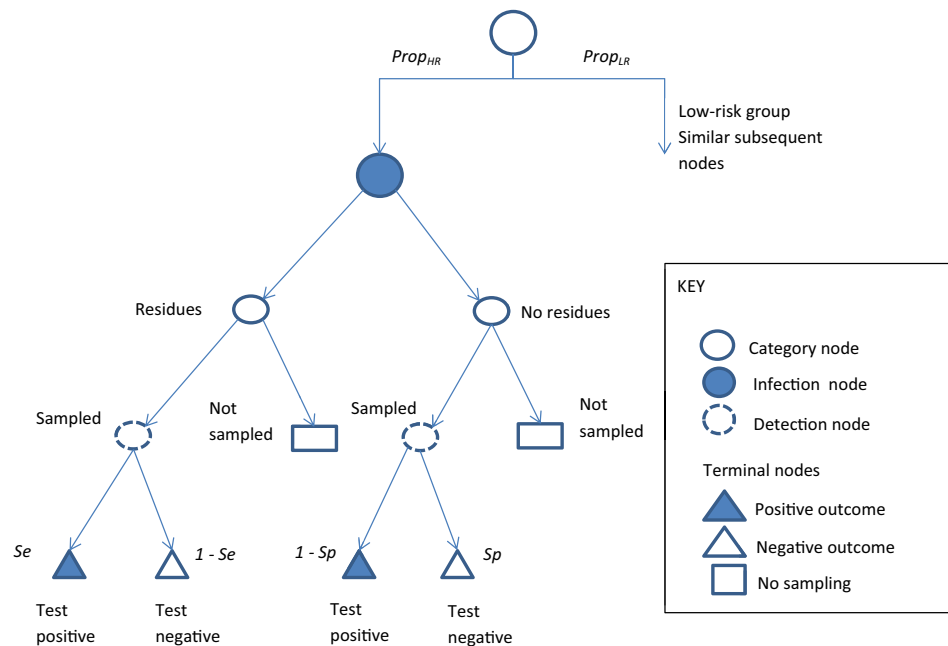 Prop_HR
Prop_LR
Low-risk group
Similar subsequent
nodes
Residues
No residues
Sampled
Not
sampled
Sampled
Not
sampled
Se
1 - Se
1 - Sp
Sp
Test
positive
Test
negative
Test
positive
Test
negative
KEY
Category node
Infection node
Detection node
Terminal nodes
Positive outcome
Negative outcome
No sampling